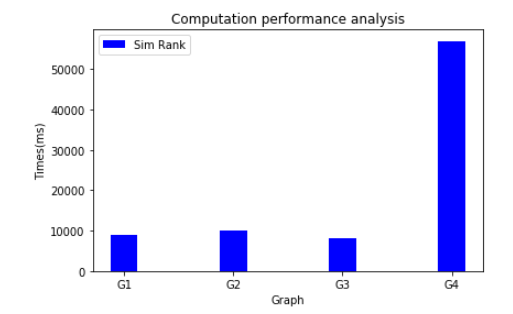 Computation performance analysis
Sim Rank
50000
40000
30000
20000
10000
0
Times(ms)
G1 G2 G3 G4
Graph